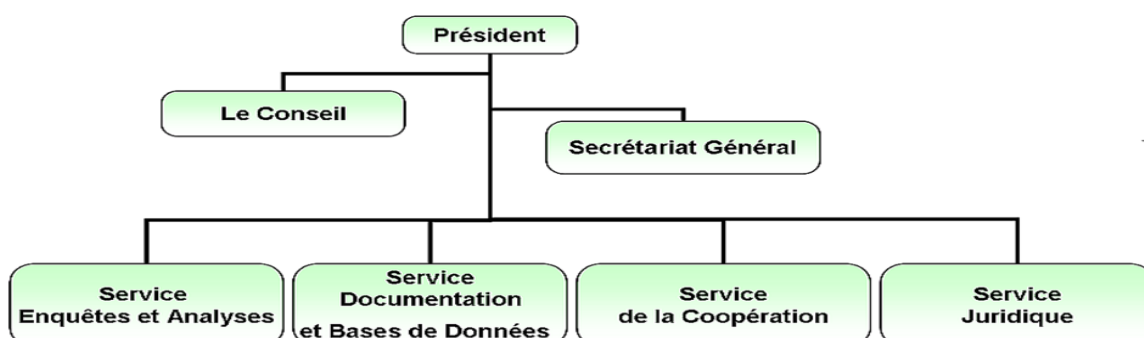 Président
Le Conseil
Secrétariat Général
Service
Enquêtes et Analyses
Service
Documentation
et Bases de Données
Service
de la Coopération
Service
Juridique